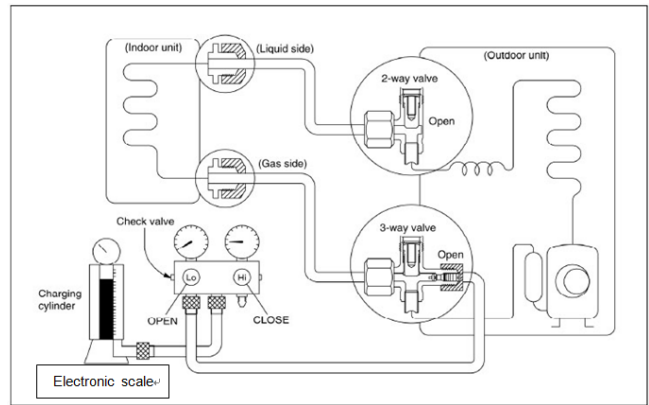 (Indoor unit)
(Liquid side)
(Outdoor unit)
2-way valve
Open
(Gas side)
3-way valve
Open
Check valve
Lo
Hi
Charging
cylinder
OPEN
CLOSE
Electronic scale